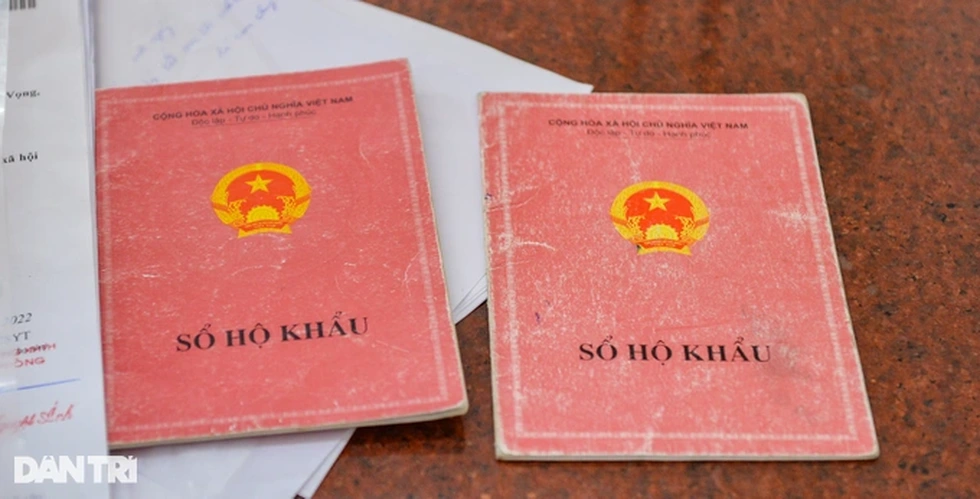 Vọng,
xã hội
2022
YT
CỘNG HÒA XÃ HỘI CHỦ NGHĨA VIỆT NAM
Độc lập - Tự do - Hạnh phúc
SỔ HỘ KHẨU
CỘNG HÒA XÃ HỘI CHỦ NGHĨA VIỆT NAM
Độc lập - Tự do - Hạnh phúc
SỔ HỘ KHẨU
DÂN TRÍ